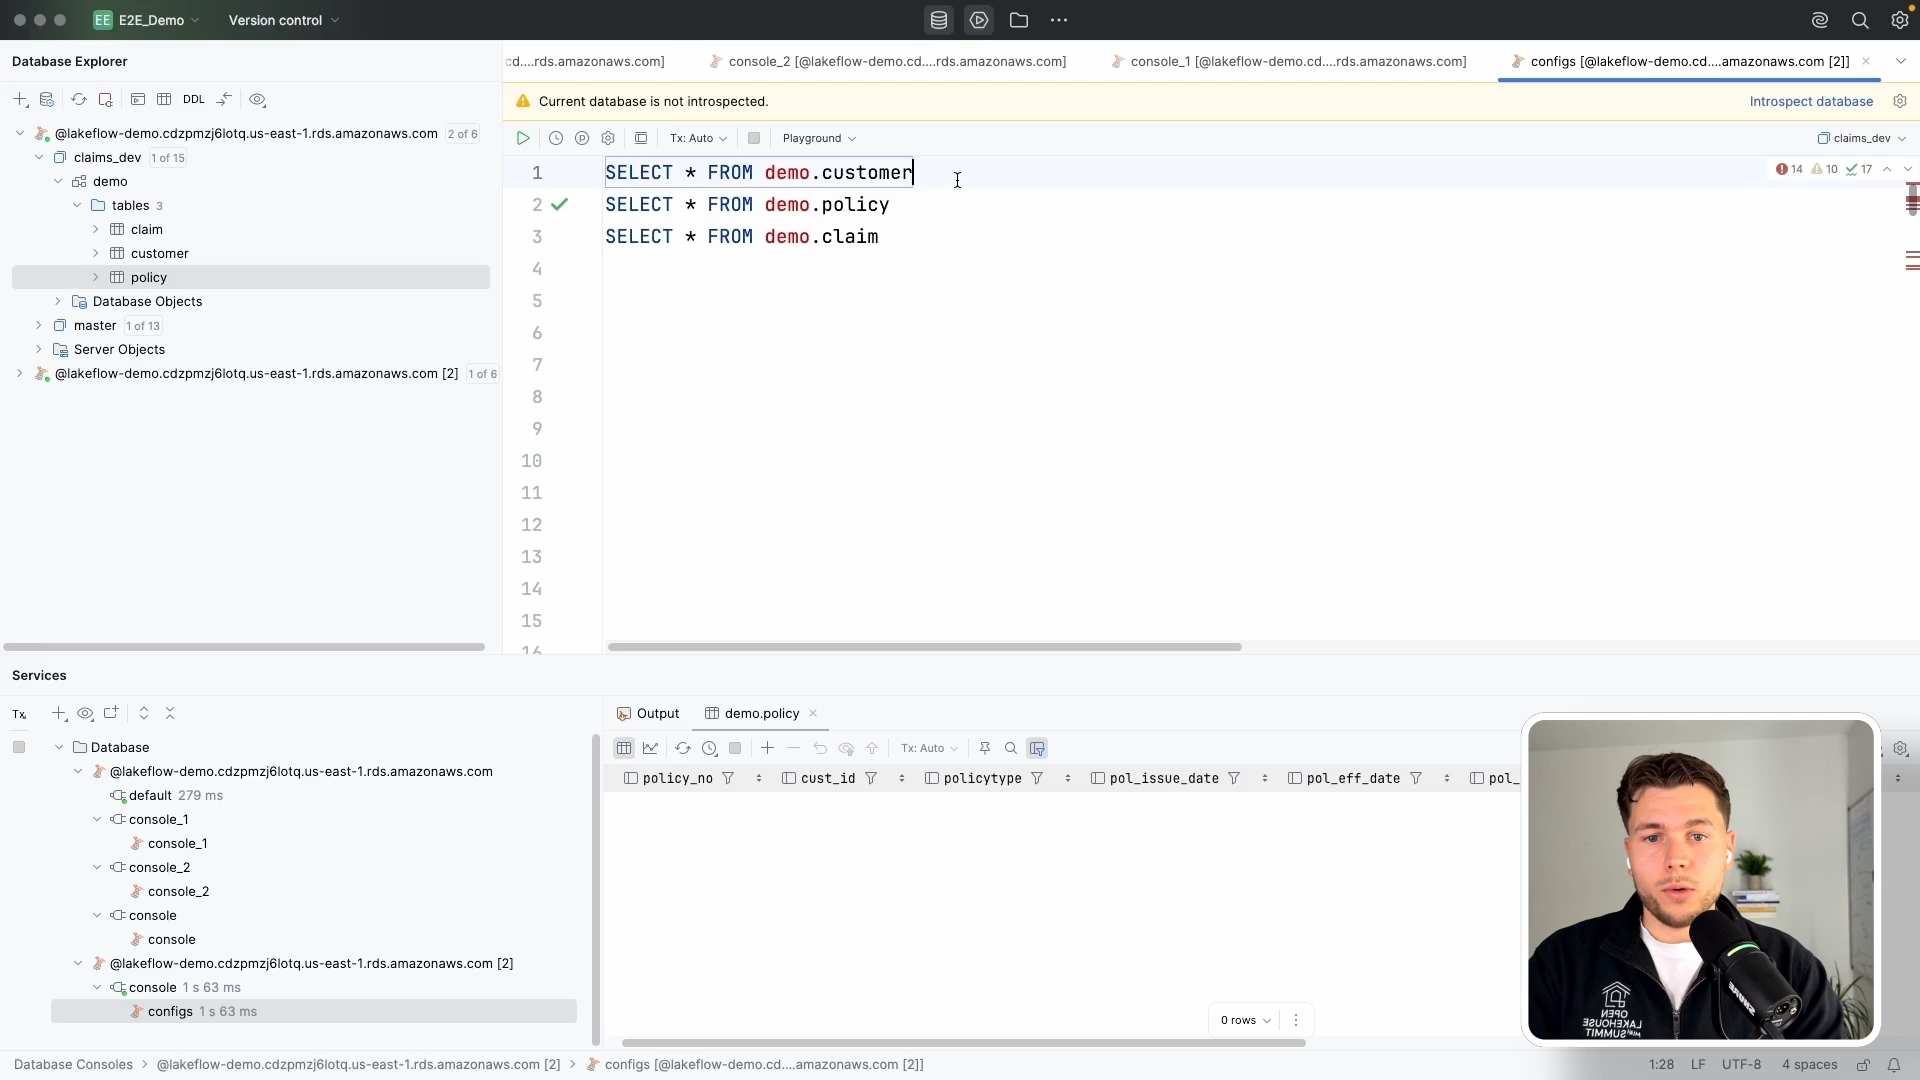 EE E2E_Demo Version control
Database Explorer
cd....rds.amazonaws.com] console_2 [@lakeflow-demo.cd....rds.amazonaws.com] console_1 [@lakeflow-demo.cd....rds.amazonaws.com] configs [@lakeflow-demo.cd....amazonaws.com [2]]
DDL
Current database is not introspected. Introspect database
@lakeflow-demo.cdzpmzj6lotq.us-east-1.rds.amazonaws.com 2 of 6
claims_dev 1 of 15
demo
tables 3
claim
customer
policy
Database Objects
master 1 of 13
Server Objects
@lakeflow-demo.cdzpmzj6lotq.us-east-1.rds.amazonaws.com [2] 1 of 6
Tx: Auto Playground claims_dev
14 10 17
1 SELECT * FROM demo.customer
2 SELECT * FROM demo.policy
3 SELECT * FROM demo.claim
4
5
6
7
8
9
10
11
12
13
14
15
16
Services
Tx
Database
@lakeflow-demo.cdzpmzj6lotq.us-east-1.rds.amazonaws.com
default 279 ms
console_1
console_1
console_2
console_2
console
console
@lakeflow-demo.cdzpmzj6lotq.us-east-1.rds.amazonaws.com [2]
console 1 s 63 ms
configs 1 s 63 ms
Output demo.policy
Tx: Auto
policy_no cust_id policytype pol_issue_date pol_eff_date pol_
0 rows
SHURE
OPEN
LAKEHOUSE
SUMMIT
Database Consoles @lakeflow-demo.cdzpmzj6lotq.us-east-1.rds.amazonaws.com [2] configs [@lakeflow-demo.cd....amazonaws.com [2]]
1:28 LF UTF-8 4 spaces